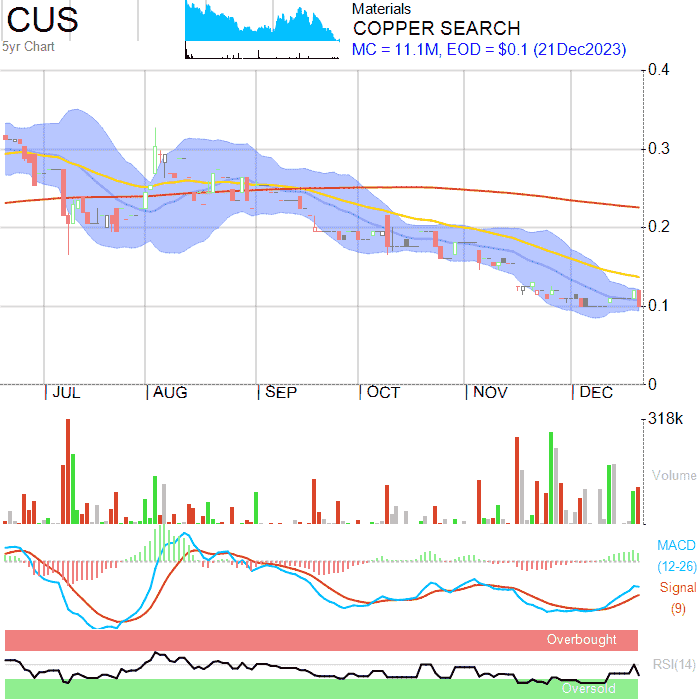 CUS
5yr Chart
Materials
COPPER SEARCH
MC = 11.1M, EOD = $0.1 (21Dec2023)
0.4
0.3
0.2
0.1
0
JUL AUG SEP OCT NOV DEC
318k
Volume
MACD
(12-26)
Signal
(9)
Overbought
RSI(14)
Oversold